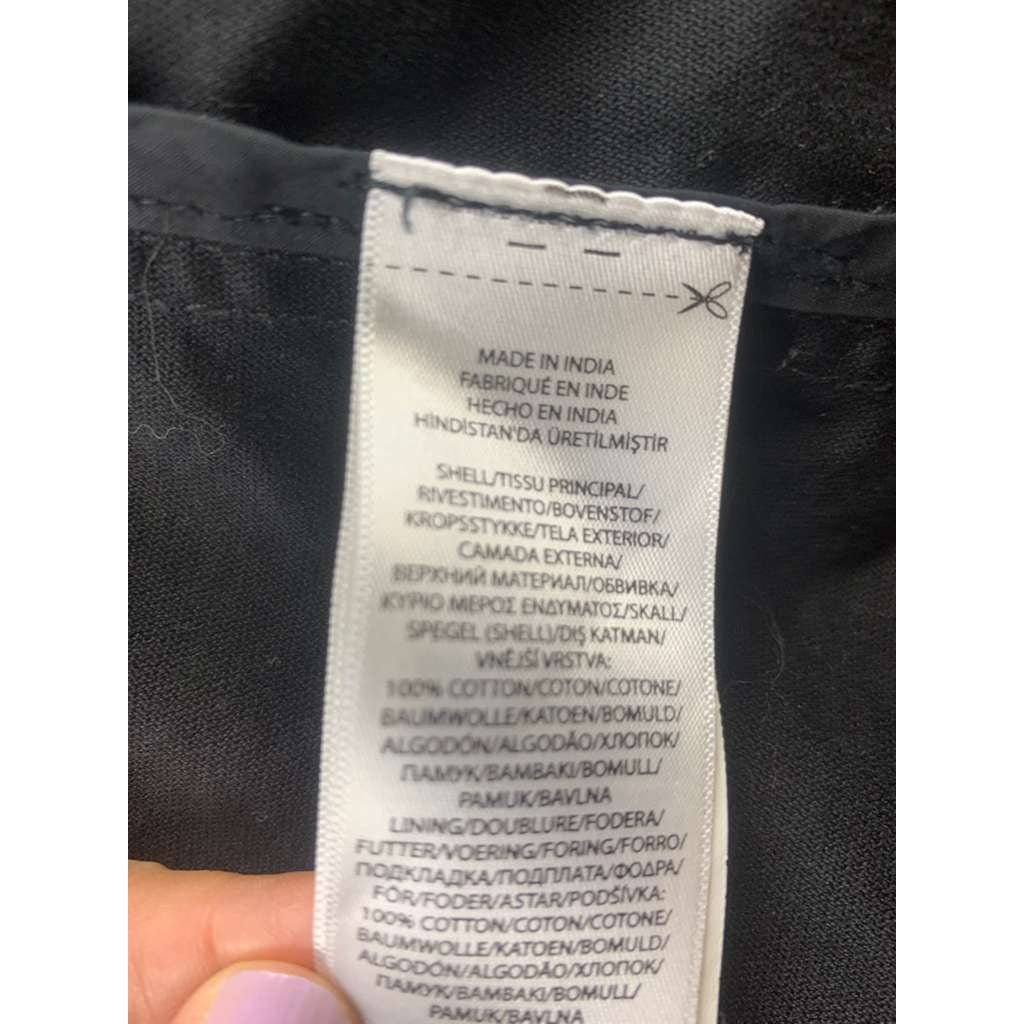 MADE IN INDIA
FABRIQUÉ EN INDE
HECHO EN INDIA
HİNDİSTAN'DA ÜRETİLMİŞTİR
SHELL/TISSU PRINCIPAL/
RIVESTIMENTO/BOVENSTOF/
KROPSSTYKKE/TELA EXTERIOR/
CAMADA EXTERNA/
ВЕРХНИЙ МАТЕРИАЛ/ОБВИВКА/
ΚΥΡΙΟ ΜΕΡΟΣ ΕΝΔΥΜΑΤΟΣ/SKALL/
SPEGEL (SHELL)/DIŞ KATMAN/
VNĚJŠÍ VRSTVA:
100% COTTON/COTON/COTONE/
BAUMWOLLE/KATOEN/BOMULD/
ALGODÓN/ALGODÃO/ХЛОПОК/
ПАМУК/BAMBAKI/BOMULL/
PAMUK/BAVLNA
LINING/DOUBLURE/FODERA/
FUTTER/VOERING/FORING/FORRO/
ПОДКЛАДКА/ПОДПЛАТА/ΦΟΔΡΑ/
FÓR/FODER/ASTAR/PODŠÍVKA:
100% COTTON/COTON/COTONE/
BAUMWOLLE/KATOEN/BOMULD/
ALGODÓN/ALGODÃO/ХЛОПОК/
ПАМУК/BAMBAKI/BOMULL/
PAMUK/BAVLNA